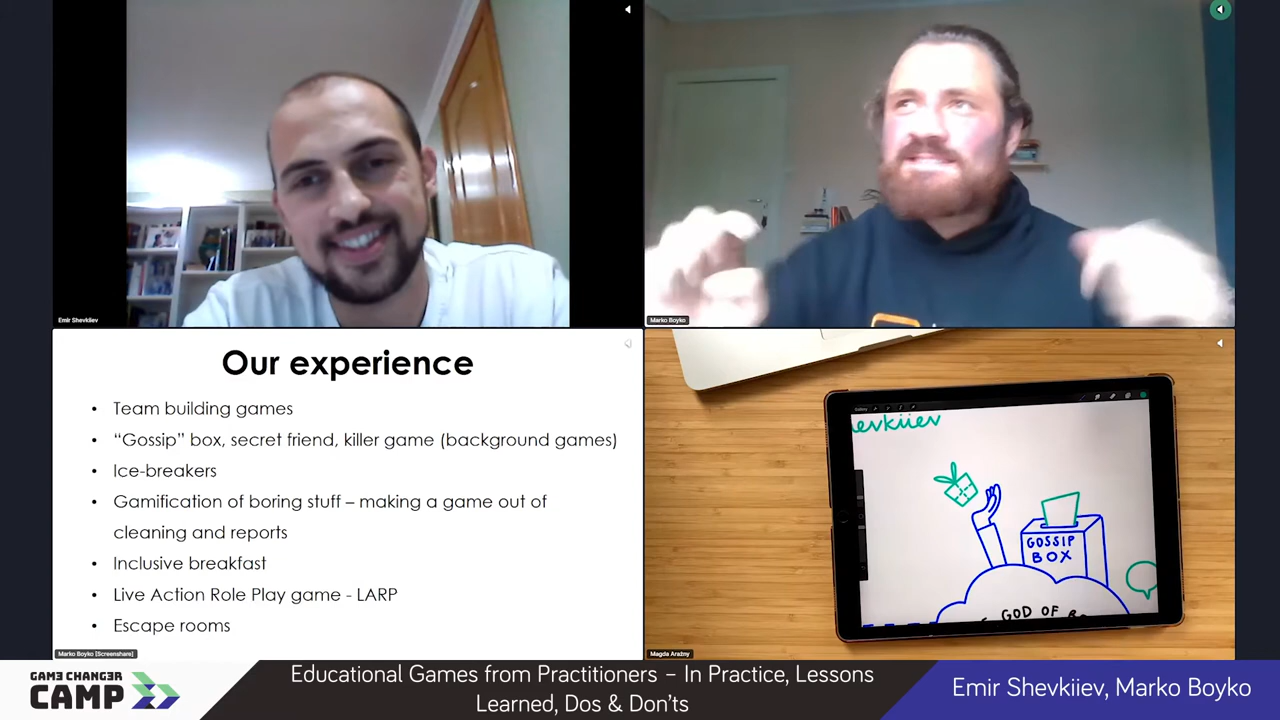 Emir Shevkiiev
Marko Boyko
Our experience
• Team building games
• “Gossip” box, secret friend, killer game (background games)
• Ice-breakers
• Gamification of boring stuff – making a game out of
cleaning and reports
• Inclusive breakfast
• Live Action Role Play game - LARP
• Escape rooms
Marko Boyko [Screenshare]
Gallery
evkiiev
GOSSIP
BOX
GOD OF
Magda Arażny
GAME CHANGER
CAMP
Educational Games from Practitioners – In Practice, Lessons
Learned, Dos & Don’ts
Emir Shevkiiev, Marko Boyko